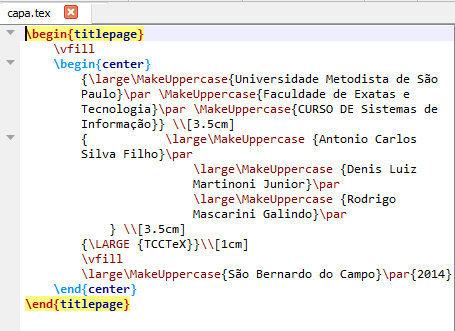 capa.tex
\begin{titlepage}
\vfill
\begin{center}
{\large\MakeUppercase{Universidade Metodista de São
Paulo}\par \MakeUppercase{Faculdade de Exatas e
Tecnologia}\par \MakeUppercase{CURSO DE Sistemas de
Informação}} \\[3.5cm]
{ \large\MakeUppercase {Antonio Carlos
Silva Filho}\par
\large\MakeUppercase {Denis Luiz
Martinoni Junior}\par
\large\MakeUppercase {Rodrigo
Mascarini Galindo}\par
} \\[3.5cm]
{\LARGE {TCCTeX}}\\[1cm]
\vfill
\large\MakeUppercase{São Bernardo do Campo}\par{2014}
\end{center}
\end{titlepage}